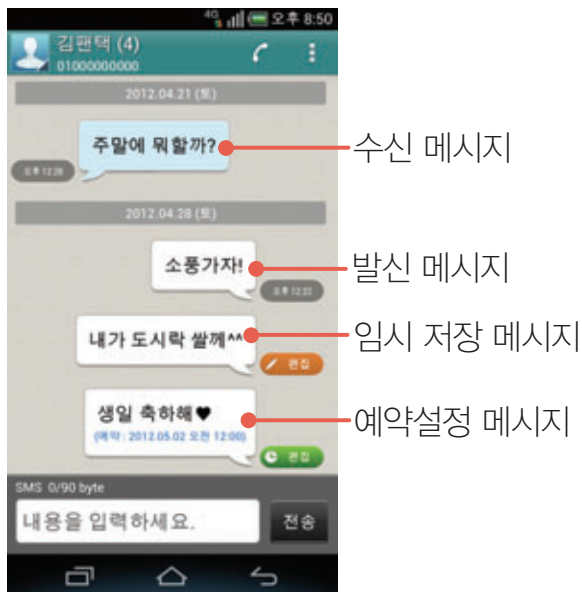 4G 오후 8:50
김팬택 (4)
01000000000
2012.04.21 (토)
주말에 뭐할까?
수신 메시지
오후 12:28
2012.04.28 (토)
소풍가자!
발신 메시지
오후 12:22
내가 도시락 쌀께^^
임시 저장 메시지
편집
생일 축하해♥
예약설정 메시지
(예약 : 2012.05.02 오전 12:00)
편집
SMS 0/90 byte
내용을 입력하세요.
전송